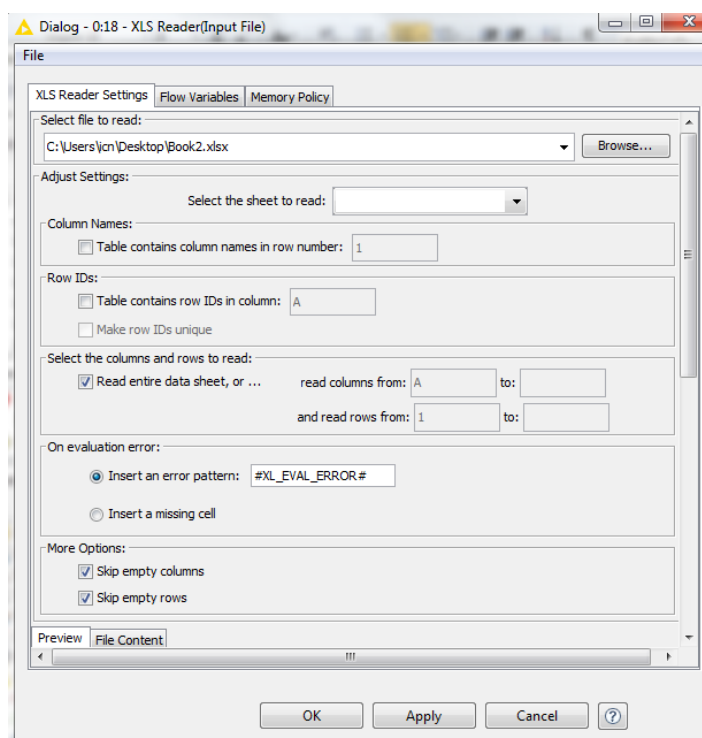 Dialog - 0:18 - XLS Reader(Input File)
File
XLS Reader Settings Flow Variables Memory Policy
Select file to read:
C:\Users\jcn\Desktop\Book2.xlsx Browse...
Adjust Settings:
Select the sheet to read:
Column Names:
Table contains column names in row number: 1
Row IDs:
Table contains row IDs in column: A
Make row IDs unique
Select the columns and rows to read:
Read entire data sheet, or ... read columns from: A to:
and read rows from: 1 to:
On evaluation error:
Insert an error pattern: #XL_EVAL_ERROR#
Insert a missing cell
More Options:
Skip empty columns
Skip empty rows
Preview File Content
OK Apply Cancel ?